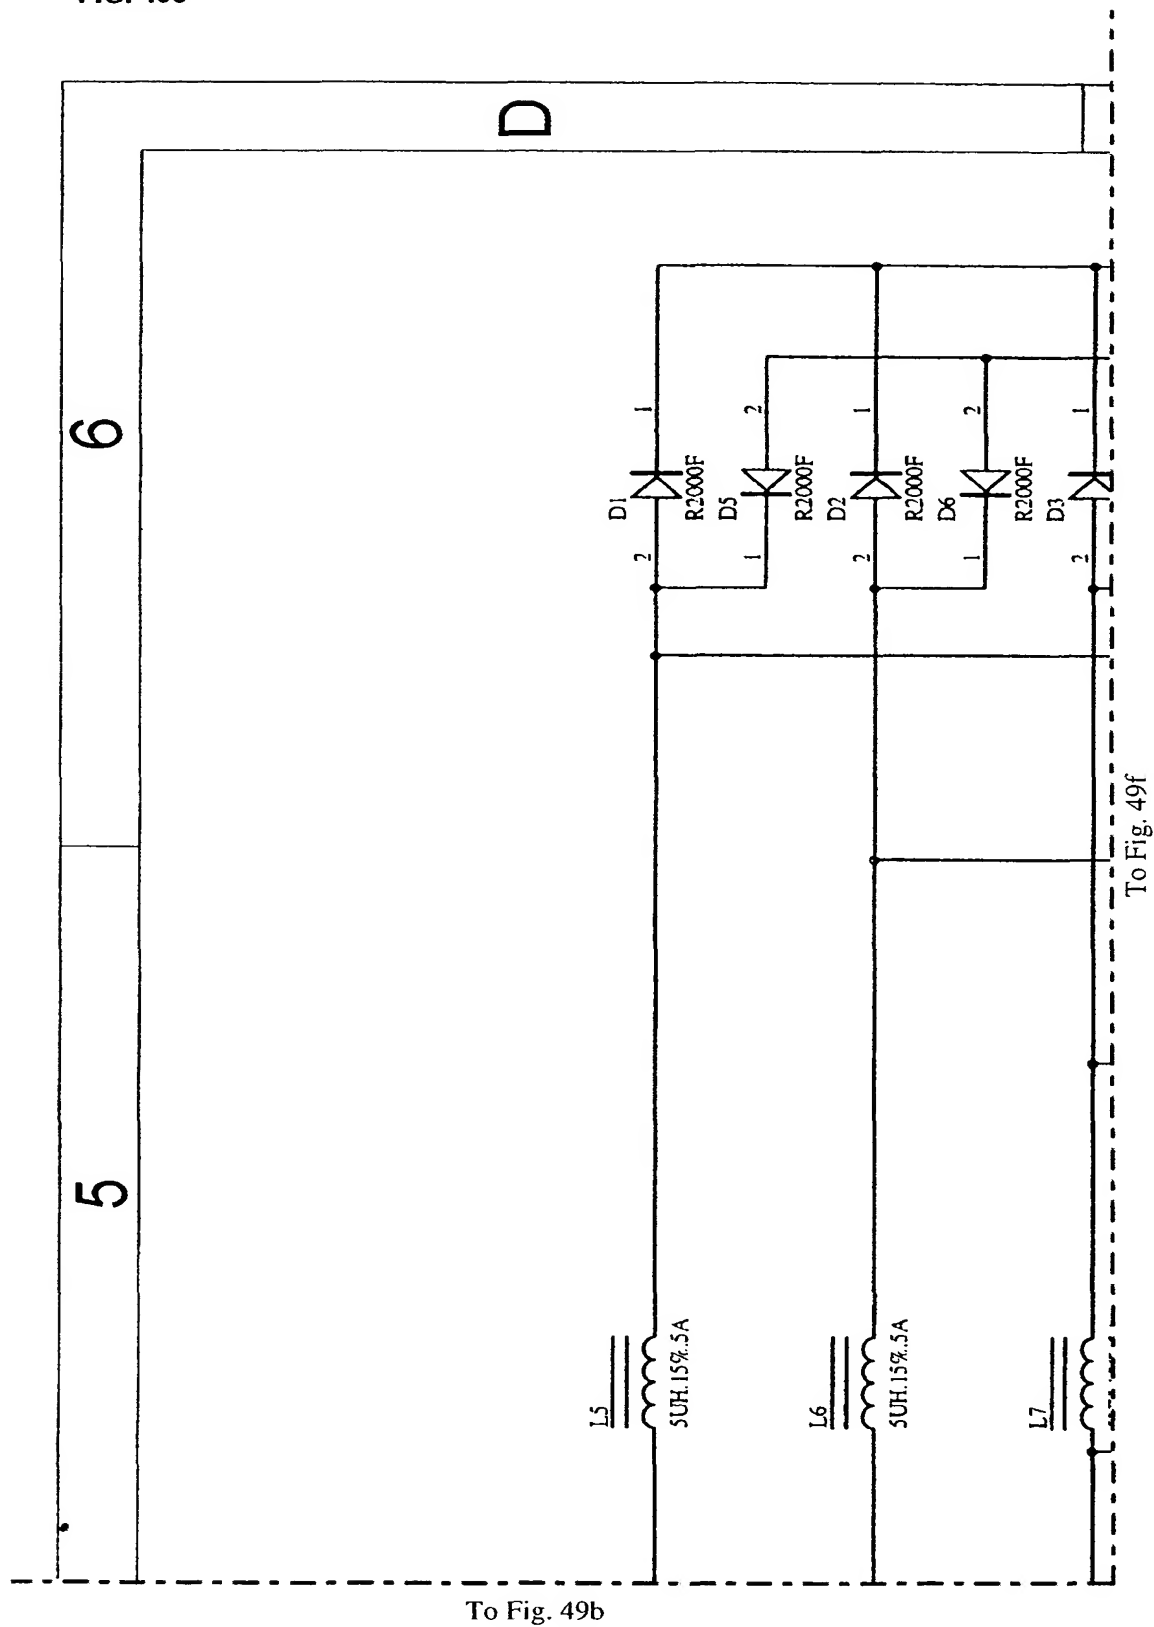 D
6
5
1
D1
R2000F
2
2
D5
R2000F
1
1
D2
R2000F
2
2
D6
R2000F
1
1
D3
2
L5
5UH.15%.5A
L6
5UH.15%.5A
L7
To Fig. 49f
To Fig. 49b